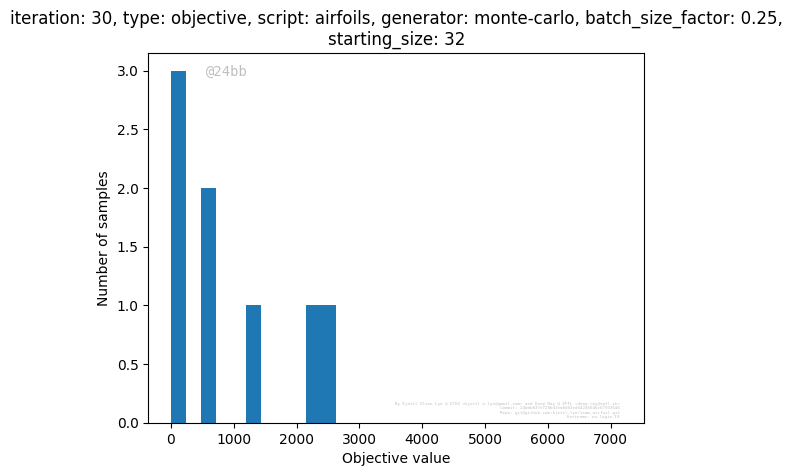 iteration: 30, type: objective, script: airfoils, generator: monte-carlo, batch_size_factor: 0.25,
starting_size: 32
3.0
@24bb
2.5
2.0
1.5
1.0
0.5
0.0
Number of samples
0 1000 2000 3000 4000 5000 6000 7000
Objective value